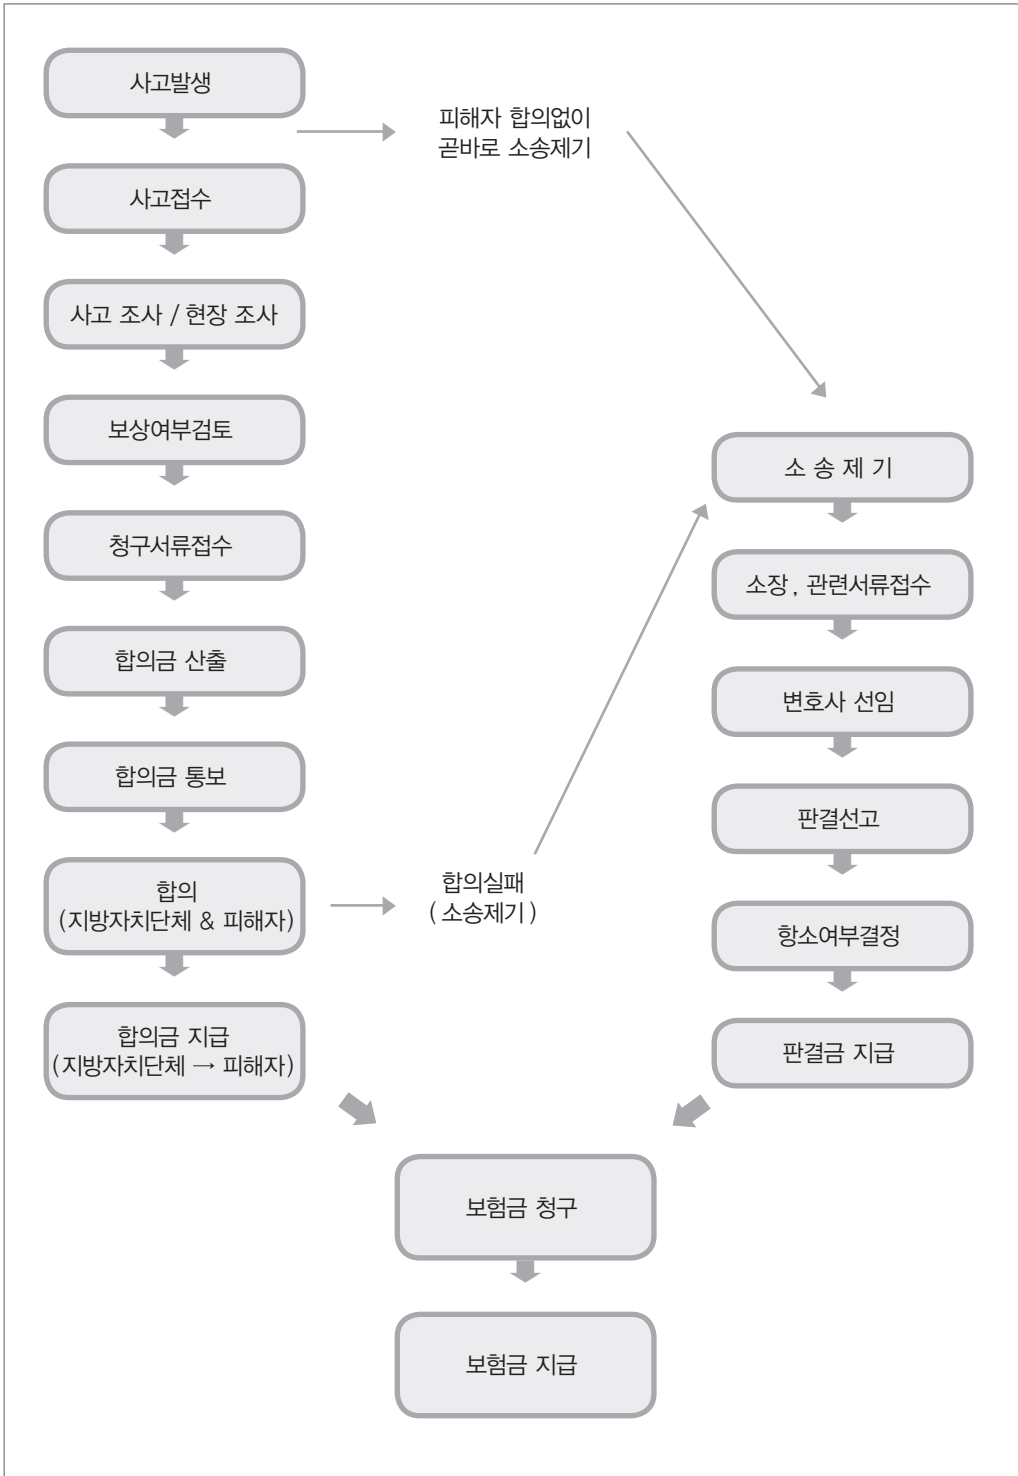 사고발생
피해자 합의없이
곧바로 소송제기
사고접수
사고 조사 / 현장 조사
보상여부검토
청구서류접수
합의금 산출
합의금 통보
합의
(지방자치단체 & 피해자)
합의실패
( 소송제기 )
합의금 지급
(지방자치단체 → 피해자)
소 송 제 기
소장 , 관련서류접수
변호사 선임
판결선고
항소여부결정
판결금 지급
보험금 청구
보험금 지급